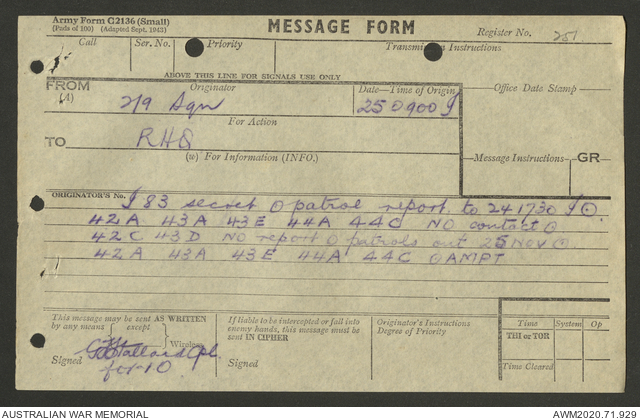 Army Form C2136 (Small)
(Pads of 100) (Adapted Sept. 1943)
MESSAGE FORM
Register No. 251
Call Ser. No. Priority Transmission Instructions
ABOVE THIS LINE FOR SIGNALS USE ONLY
FROM
(A)
Originator
Date—Time of Origin
Office Date Stamp
2/9 Aqn 250900 I
For Action
TO RHQ
(w) For Information (INFO.)
Message Instructions GR
ORIGINATOR'S No.
I 83 secret O patrol report to 241730 I O
42A 43A 43E 44A 44C NO contact O
42C 43D NO report O patrols out 25 NOV O
42A 43A 43E 44A 44C O AMPT
This message may be sent AS WRITTEN
by any means except Wireless
Signed Cpl
for IO
If liable to be intercepted or fall into
enemy hands, this message must be
sent IN CIPHER
Signed
Originator's Instructions
Degree of Priority
Time System Op
THI or TOR
Time Cleared
AUSTRALIAN WAR MEMORIAL
AWM2020.71.929